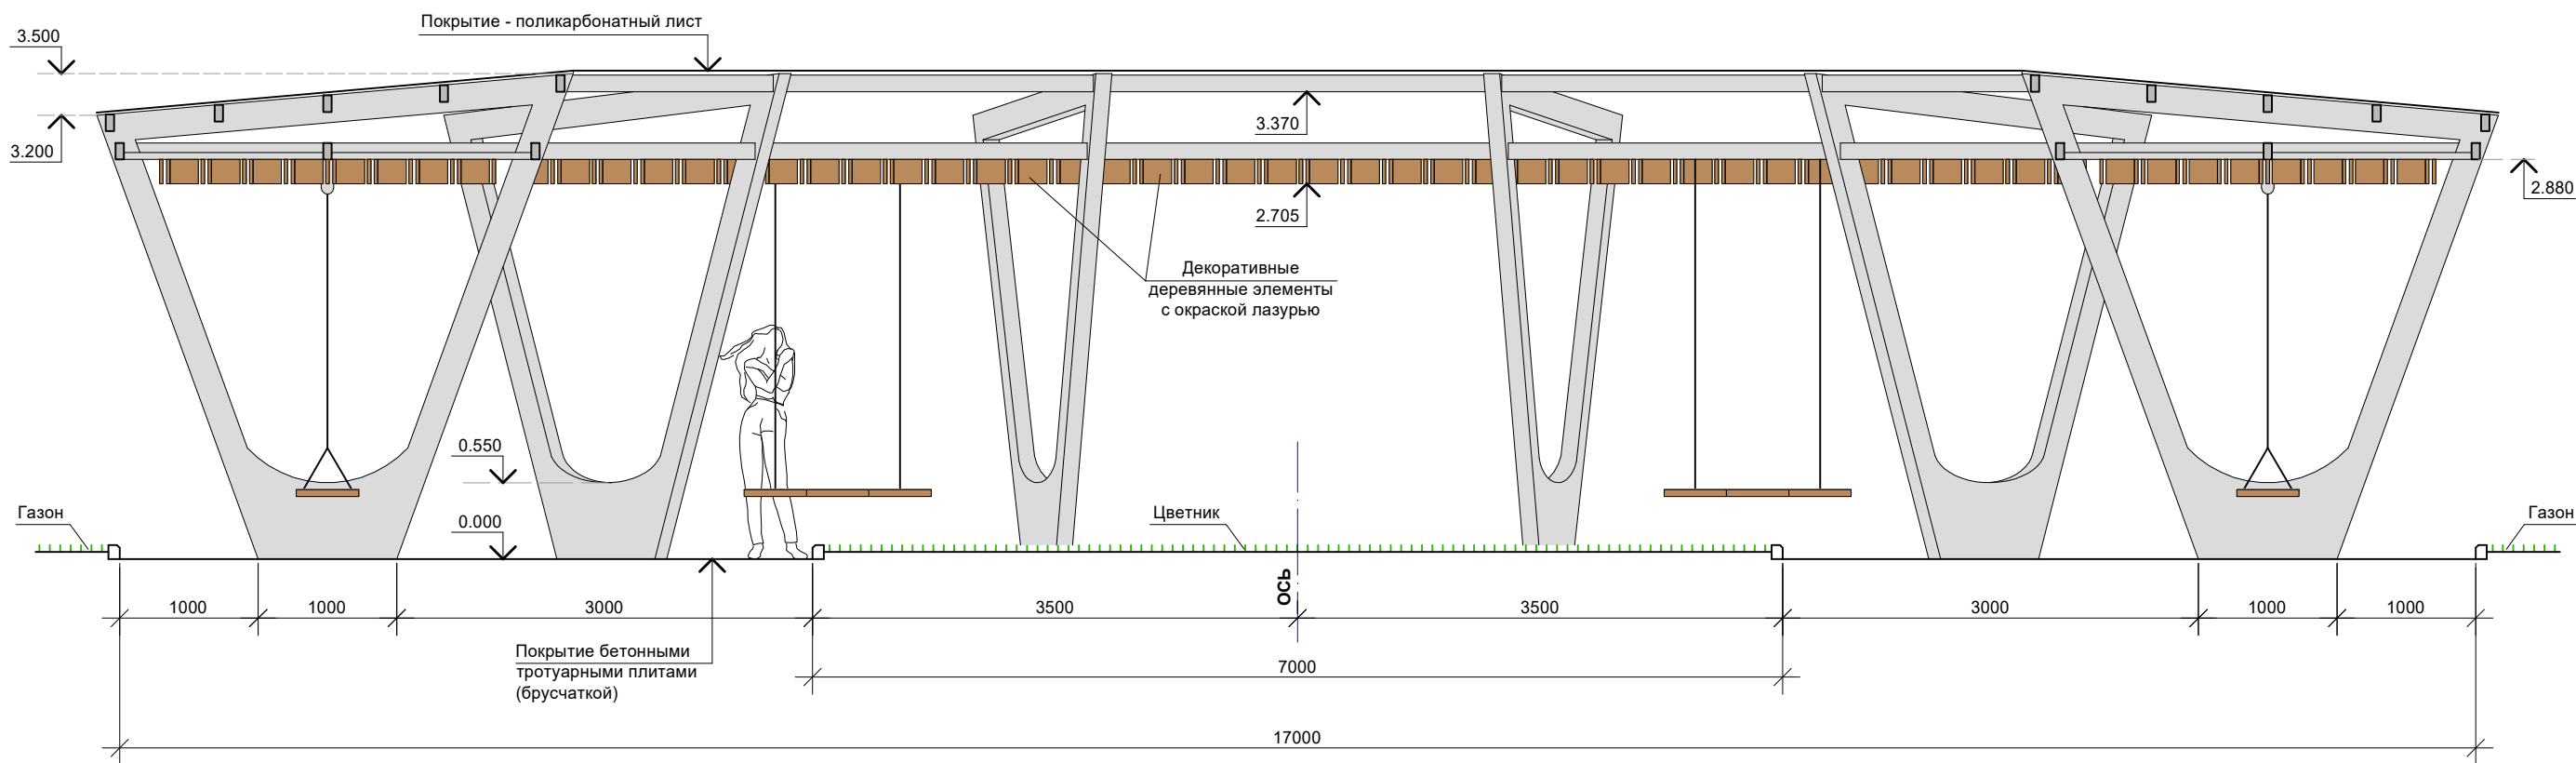 Покрытие - поликарбонатный лист
3.500
3.200
3.370
2.880
2.705
Декоративные
деревянные элементы
с окраской лазурью
0.550
0.000
Газон
Цветник
Газон
ОСЬ
1000
1000
3000
3500
3500
3000
1000
1000
Покрытие бетонными
тротуарными плитами
(брусчаткой)
7000
17000